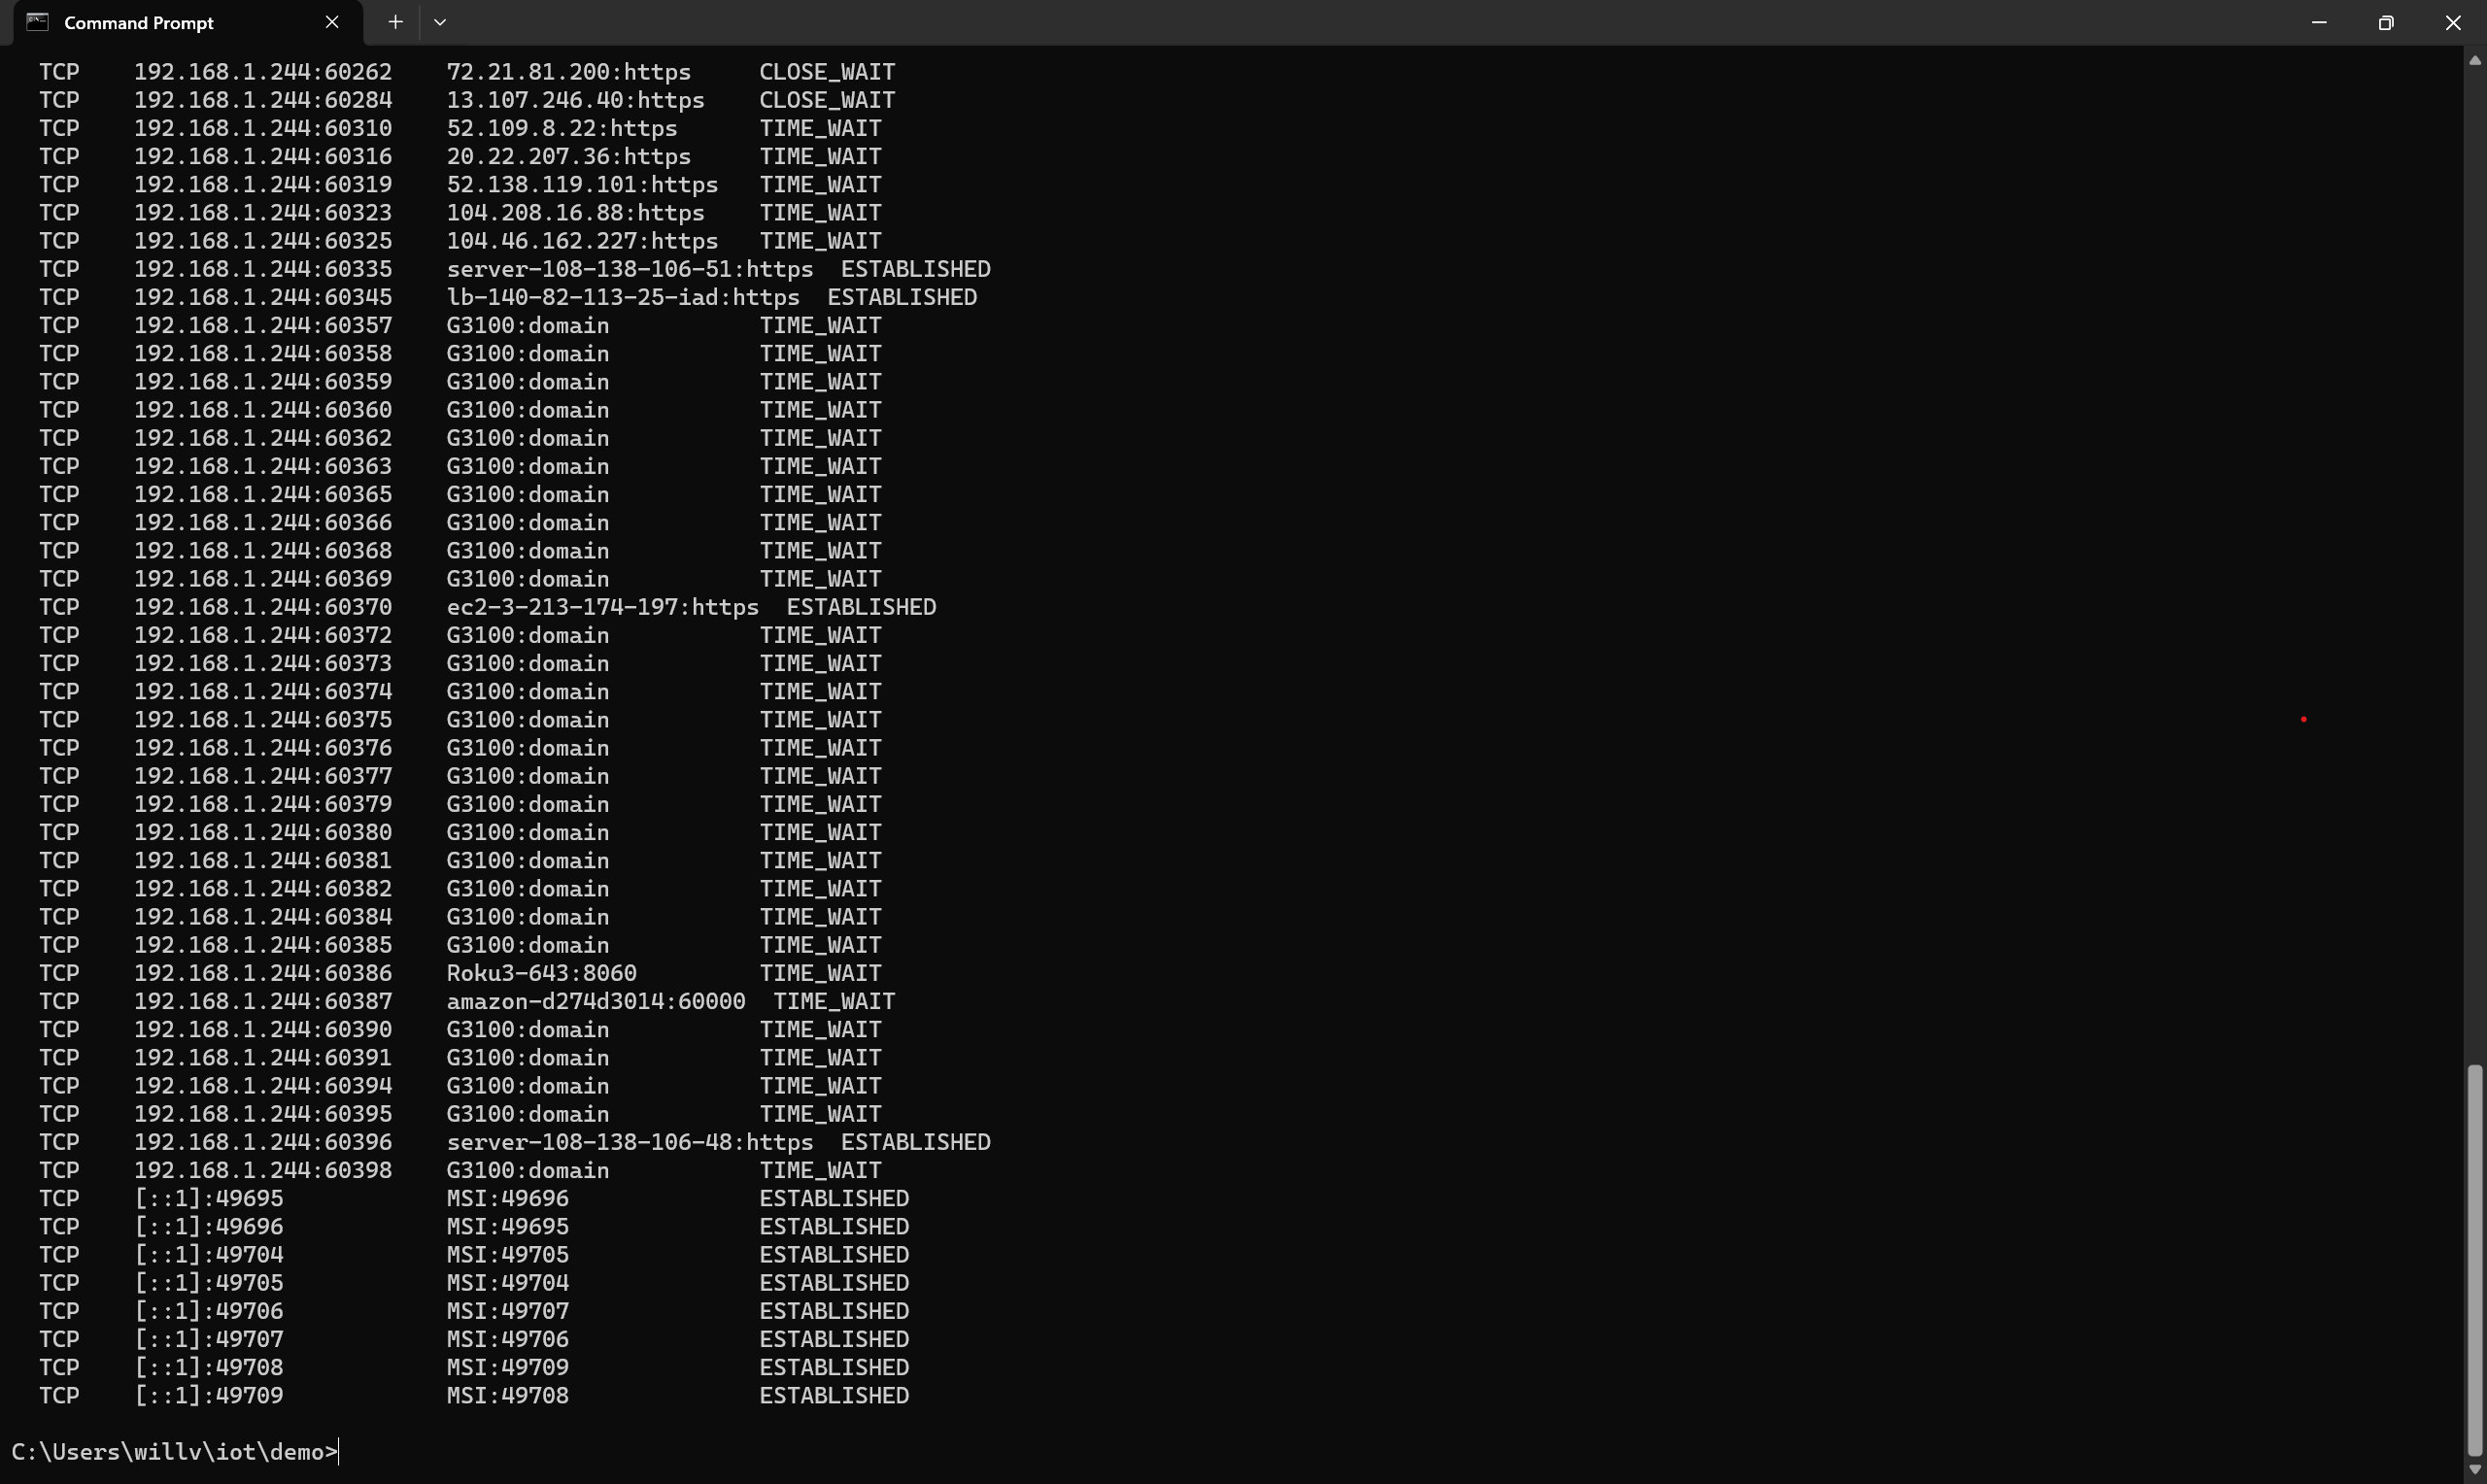 Command Prompt
TCP    192.168.1.244:60262    72.21.81.200:https     CLOSE_WAIT
TCP    192.168.1.244:60284    13.107.246.40:https    CLOSE_WAIT
TCP    192.168.1.244:60310    52.109.8.22:https      TIME_WAIT
TCP    192.168.1.244:60316    20.22.207.36:https     TIME_WAIT
TCP    192.168.1.244:60319    52.138.119.101:https   TIME_WAIT
TCP    192.168.1.244:60323    104.208.16.88:https    TIME_WAIT
TCP    192.168.1.244:60325    104.46.162.227:https   TIME_WAIT
TCP    192.168.1.244:60335    server-108-138-106-51:https  ESTABLISHED
TCP    192.168.1.244:60345    lb-140-82-113-25-iad:https  ESTABLISHED
TCP    192.168.1.244:60357    G3100:domain           TIME_WAIT
TCP    192.168.1.244:60358    G3100:domain           TIME_WAIT
TCP    192.168.1.244:60359    G3100:domain           TIME_WAIT
TCP    192.168.1.244:60360    G3100:domain           TIME_WAIT
TCP    192.168.1.244:60362    G3100:domain           TIME_WAIT
TCP    192.168.1.244:60363    G3100:domain           TIME_WAIT
TCP    192.168.1.244:60365    G3100:domain           TIME_WAIT
TCP    192.168.1.244:60366    G3100:domain           TIME_WAIT
TCP    192.168.1.244:60368    G3100:domain           TIME_WAIT
TCP    192.168.1.244:60369    G3100:domain           TIME_WAIT
TCP    192.168.1.244:60370    ec2-3-213-174-197:https  ESTABLISHED
TCP    192.168.1.244:60372    G3100:domain           TIME_WAIT
TCP    192.168.1.244:60373    G3100:domain           TIME_WAIT
TCP    192.168.1.244:60374    G3100:domain           TIME_WAIT
TCP    192.168.1.244:60375    G3100:domain           TIME_WAIT
TCP    192.168.1.244:60376    G3100:domain           TIME_WAIT
TCP    192.168.1.244:60377    G3100:domain           TIME_WAIT
TCP    192.168.1.244:60379    G3100:domain           TIME_WAIT
TCP    192.168.1.244:60380    G3100:domain           TIME_WAIT
TCP    192.168.1.244:60381    G3100:domain           TIME_WAIT
TCP    192.168.1.244:60382    G3100:domain           TIME_WAIT
TCP    192.168.1.244:60384    G3100:domain           TIME_WAIT
TCP    192.168.1.244:60385    G3100:domain           TIME_WAIT
TCP    192.168.1.244:60386    Roku3-643:8060         TIME_WAIT
TCP    192.168.1.244:60387    amazon-d274d3014:60000  TIME_WAIT
TCP    192.168.1.244:60390    G3100:domain           TIME_WAIT
TCP    192.168.1.244:60391    G3100:domain           TIME_WAIT
TCP    192.168.1.244:60394    G3100:domain           TIME_WAIT
TCP    192.168.1.244:60395    G3100:domain           TIME_WAIT
TCP    192.168.1.244:60396    server-108-138-106-48:https  ESTABLISHED
TCP    192.168.1.244:60398    G3100:domain           TIME_WAIT
TCP    [::1]:49695            MSI:49696              ESTABLISHED
TCP    [::1]:49696            MSI:49695              ESTABLISHED
TCP    [::1]:49704            MSI:49705              ESTABLISHED
TCP    [::1]:49705            MSI:49704              ESTABLISHED
TCP    [::1]:49706            MSI:49707              ESTABLISHED
TCP    [::1]:49707            MSI:49706              ESTABLISHED
TCP    [::1]:49708            MSI:49709              ESTABLISHED
TCP    [::1]:49709            MSI:49708              ESTABLISHED
C:\Users\willv\iot\demo>